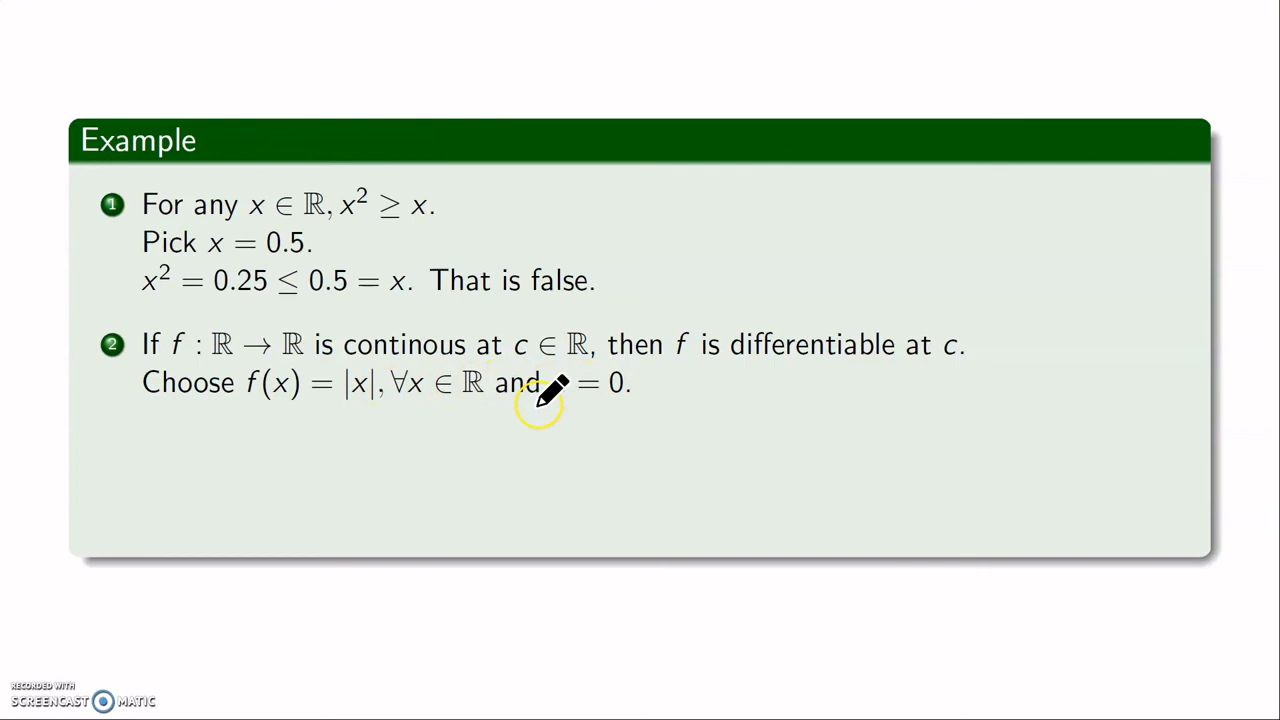 Example
1 For any x ∈ ℝ, x² ≥ x.
Pick x = 0.5.
x² = 0.25 ≤ 0.5 = x. That is false.
2 If f : ℝ → ℝ is continous at c ∈ ℝ, then f is differentiable at c.
Choose f(x) = |x|, ∀x ∈ ℝ and = 0.
RECORDED WITH
SCREENCAST MATIC